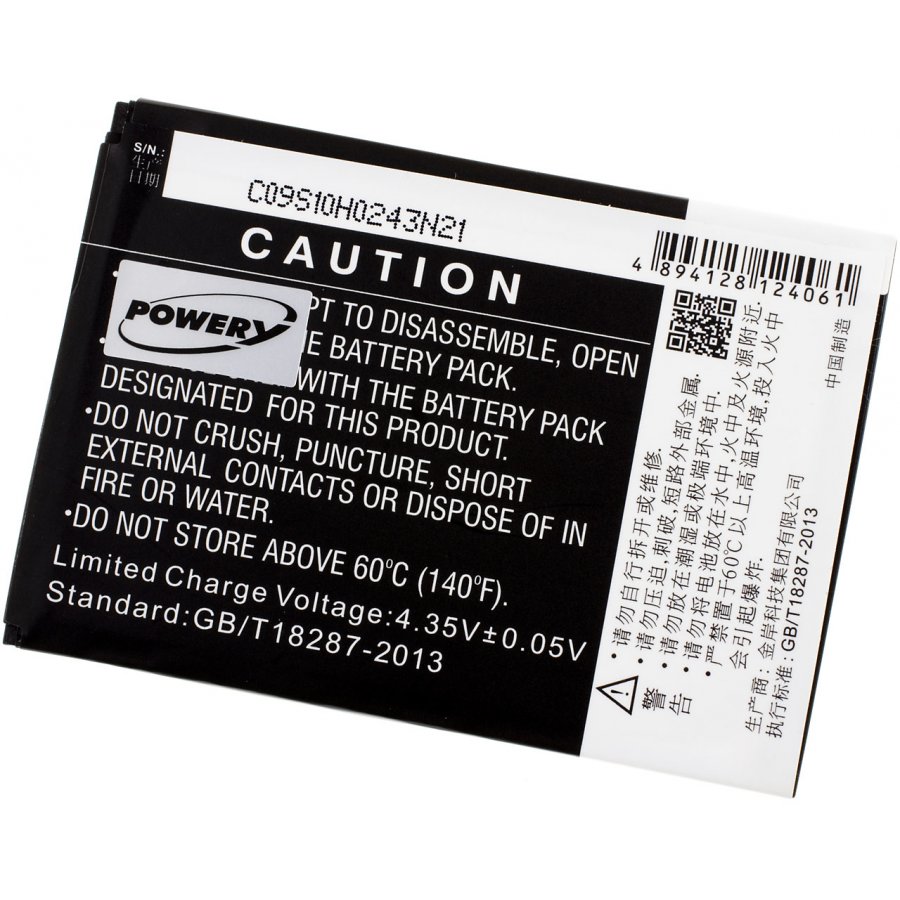 S/N.:
生产
日期
C09S10H0243N21
CAUTION
POWERY
PT TO DISASSEMBLE, OPEN
E BATTERY PACK.
WITH THE BATTERY PACK
DESIGNATED FOR THIS PRODUCT.
•DO NOT CRUSH, PUNCTURE, SHORT
EXTERNAL CONTACTS OR DISPOSE OF IN
FIRE OR WATER.
•DO NOT STORE ABOVE 60°C (140°F).
Limited Charge Voltage:4.35V±0.05V
Standard:GB/T18287-2013
4 894128 124061
警告
•请勿自行拆开或维修.
•请勿压迫,刺破,短路外部金属.
•请勿放在潮湿或极端环境中.
•请勿将电池放在水中,火中及火源附近.
•严禁置于60℃以上高温环境,投入火中
会引起爆炸.
中国制造
生产商:金岸科技集团有限公司
执行标准:GB/T18287-2013